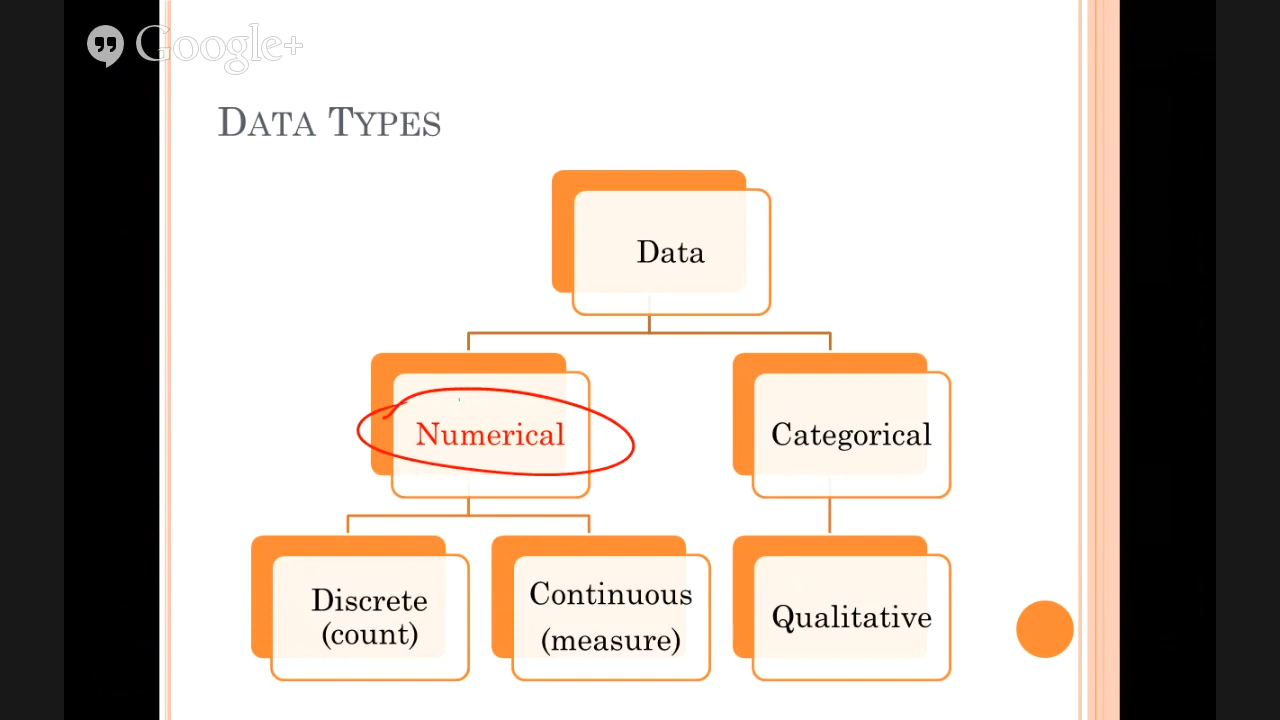 Google+
DATA TYPES
Data
Numerical
Categorical
Discrete
(count)
Continuous
(measure)
Qualitative